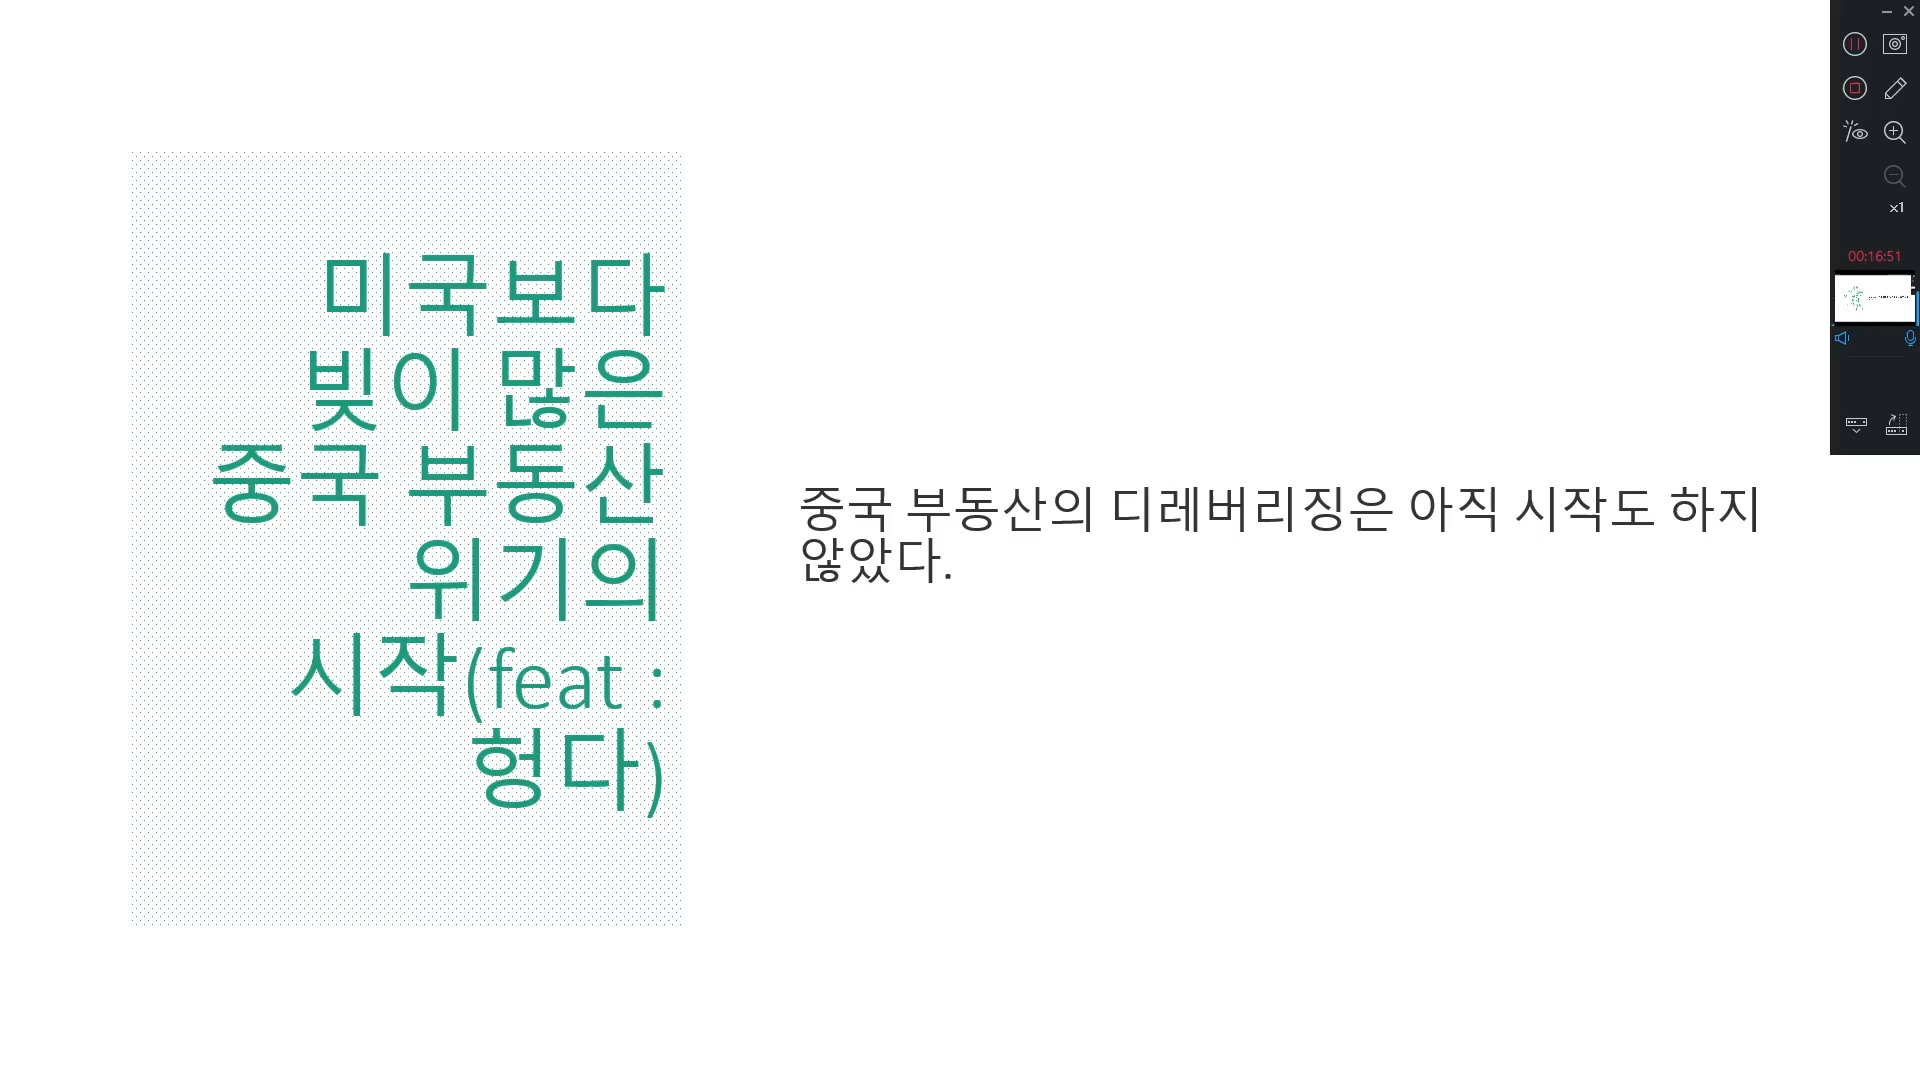 미국보다
빚이 많은
중국 부동산
위기의
시작(feat :
헝다)
중국 부동산의 디레버리징은 아직 시작도 하지
않았다.
x1
00:16:51